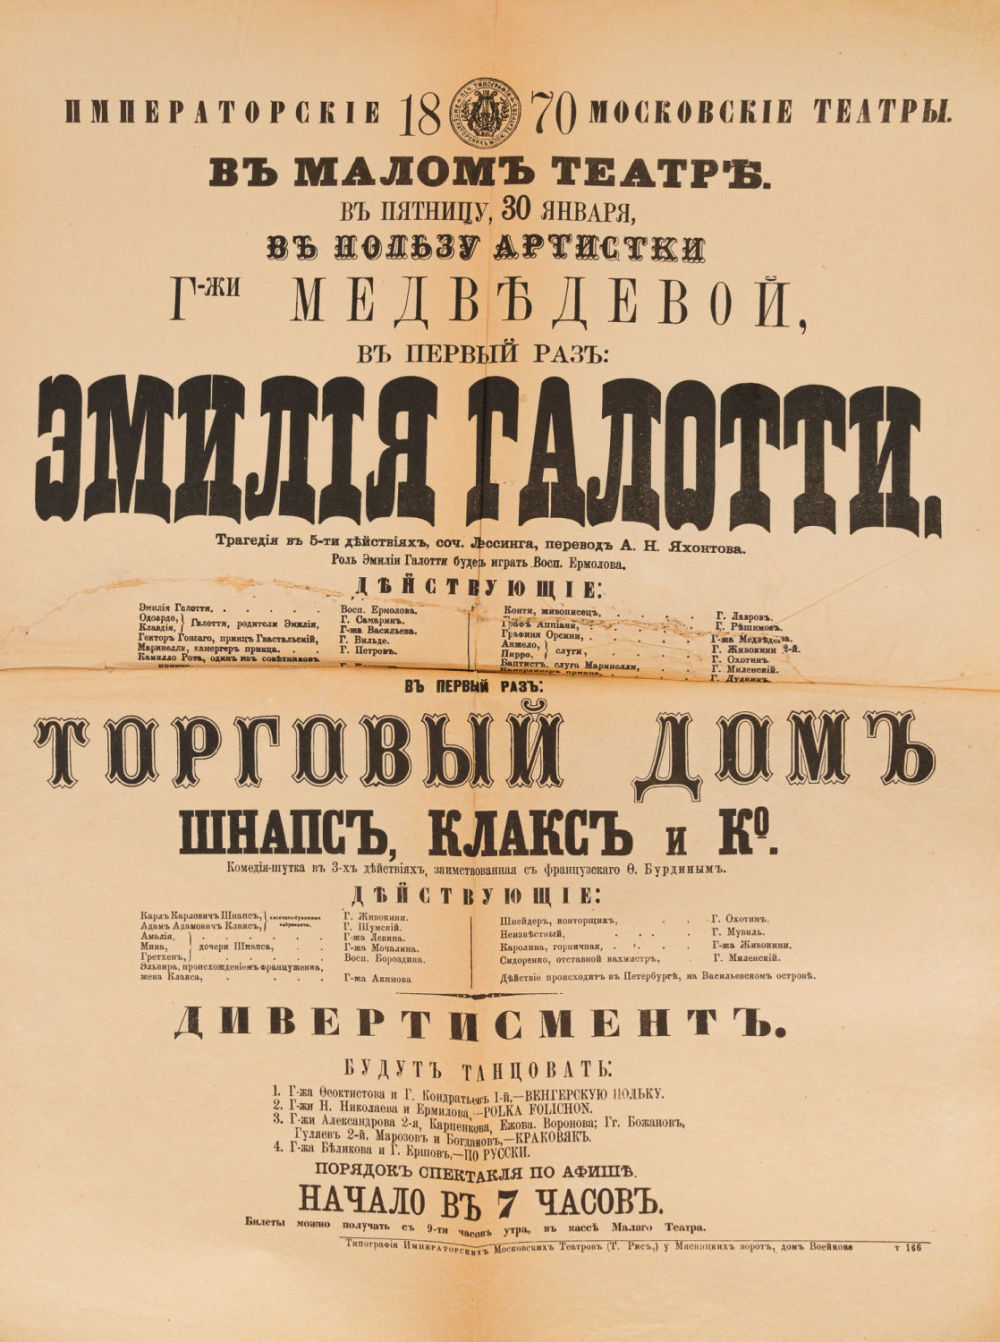 ИМПЕРАТОРСКІЕ 1870 МОСКОВСКІЕ ТЕАТРЫ.
ВЪ МАЛОМЪ ТЕАТРѢ.
ВЪ ПЯТНИЦУ, 30 ЯНВАРЯ,
ВЪ ПОЛЬЗУ АРТИСТКИ
Г-ЖИ МЕДВѢДЕВОЙ,
ВЪ ПЕРВЫЙ РАЗЪ:
ЭМИЛІЯ ГАЛОТТИ,
Трагедія въ 5-ти дѣйствіяхъ, соч. Лессинга, переводъ А. Н. Яхонтова.
Роль Эмиліи Галотти будетъ играть Восп. Ермолова.
ДѢЙСТВУЮЩІЕ:
Эмилія Галотти, . . . . . Восп. Ермолова.
Одоардо, } Галотти, родители Эмиліи, Г. Самаринъ.
Клавдія, } Г-жа Васильева.
Гекторъ Гонзаго, принцъ Гвастальскій, Г. Вильде.
Маринелли, камергеръ принца. . . Г. Петровъ.
Камилло Рота, одинъ изъ совѣтниковъ
Конти, живописецъ, . . . . Г. Лавровъ.
Графъ Аппіани, . . . . Г. Рѣшимовъ.
Графиня Орсини, . . . . Г-жа Медвѣдева.
Анжело, } слуги, . . . . Г. Живокини 2-й.
Пирро, } Г. Охотинъ.
Баптистъ, слуга Маринелли, . . . Г. Миленскій.
Камердинеръ принца, . . . . Г. Дудкинъ.
ВЪ ПЕРВЫЙ РАЗЪ:
ТОРГОВЫЙ ДОМЪ
ШНАПСЪ, КЛАКСЪ и Кº.
Комедія-шутка въ 3-хъ дѣйствіяхъ, заимствованная съ французскаго Ѳ. Бурдинымъ.
ДѢЙСТВУЮЩІЕ:
Карлъ Карловичъ Шнапсъ, } Г. Живокини.
Адамъ Адамовичъ Клаксъ, } Г. Шумскій.
Амалія, } . . . . . Г-жа Левина.
Мина, } дочери Шнапса, . . Г-жа Мочалина.
Гретхенъ, } . . . . . Восп. Бороздина.
Эльвира, происхожденіемъ француженка,
жена Клакса, . . . . Г-жа Акимова
Шнейдеръ, конторщикъ, . . Г. Охотинъ.
Неизвѣстный, . . . . Г. Музиль.
Каролина, горничная, . . . . Г-жа Живокини.
Сидоренко, отставной вахмистръ, . Г. Миленскій.
Дѣйствіе происходитъ въ Петербургѣ, на Васильевскомъ островѣ.
ДИВЕРТИСМЕНТЪ.
БУДУТЪ ТАНЦОВАТЬ:
1. Г-жа Ѳеоктистова и Г. Кондратьевъ 1-й,—ВЕНГЕРСКУЮ ПОЛЬКУ.
2. Г-жи Н. Николаева и Ермилова,—POLKA FOLICHON.
3. Г-жи Александрова 2-я, Карпенкова, Ежова. Воронова; Гг. Божановъ,
Гуляевъ 2-й, Марозовъ и Богдановъ,—КРАКОВЯКЪ.
4. Г-жа Бѣликова и Г. Ершовъ,—ПО РУССКИ.
ПОРЯДОКЪ СПЕКТАКЛЯ ПО АФИШѢ.
НАЧАЛО ВЪ 7 ЧАСОВЪ.
Билеты можно получать съ 9-ти часовъ утра, въ кассѣ Малаго Театра.
Типографія Императорскихъ Московскихъ Театровъ (Т. Рисъ,) у Мясницкихъ воротъ, домъ Воейкова т 166